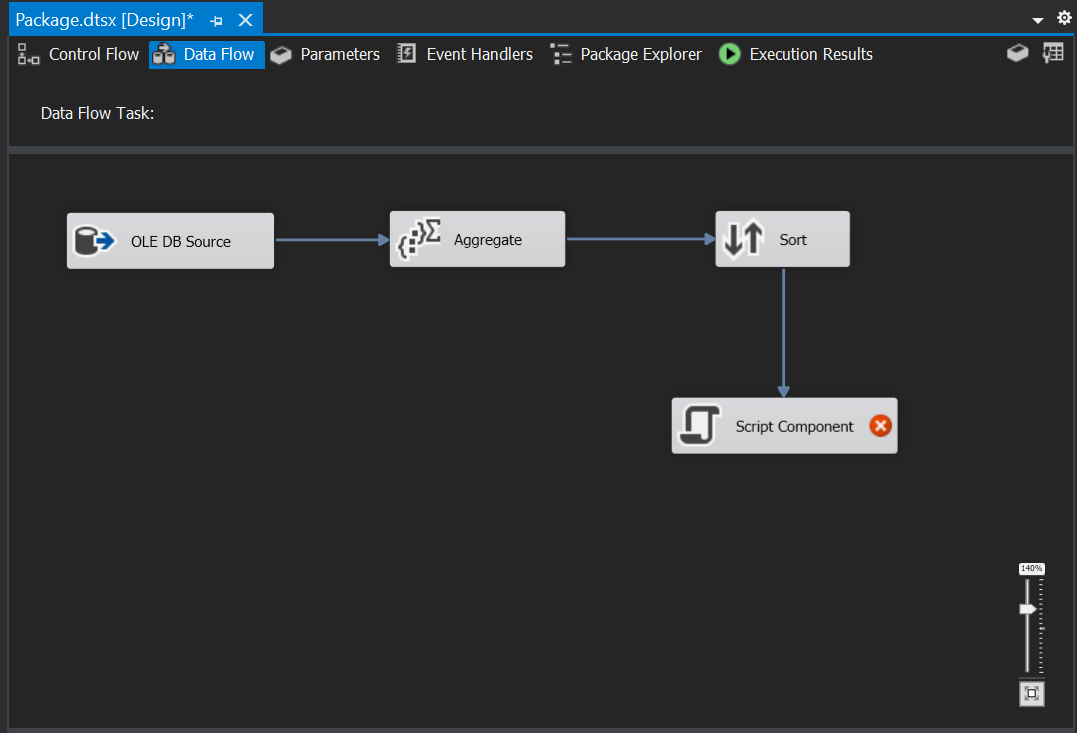 Package.dtsx [Design]*
Control Flow Data Flow Parameters Event Handlers Package Explorer Execution Results
Data Flow Task:
OLE DB Source
Aggregate
Sort
Script Component
140%